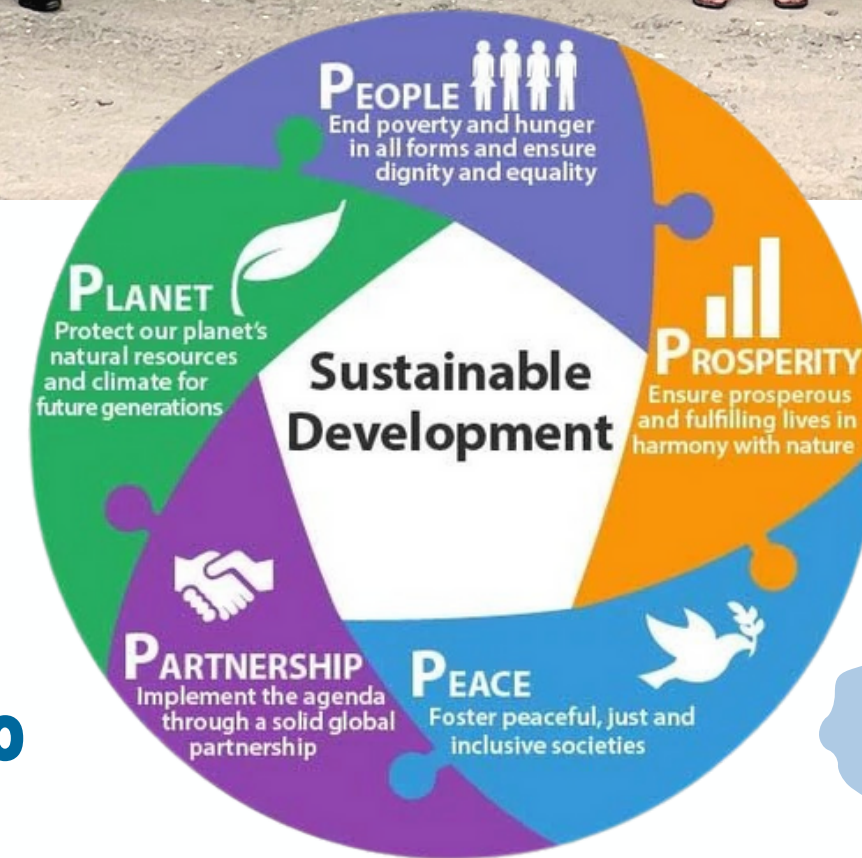 PEOPLE
End poverty and hunger
in all forms and ensure
dignity and equality
PROSPERITY
Ensure prosperous
and fulfilling lives in
harmony with nature
PEACE
Foster peaceful, just and
inclusive societies
PARTNERSHIP
Implement the agenda
through a solid global
partnership
PLANET
Protect our planet's
natural resources
and climate for
future generations
Sustainable
Development